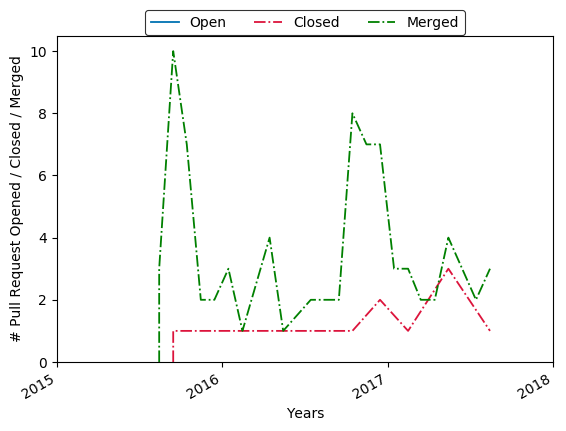 Open Closed Merged
# Pull Request Opened / Closed / Merged
10
8
6
4
2
0
2015 2016 2017 2018
Years